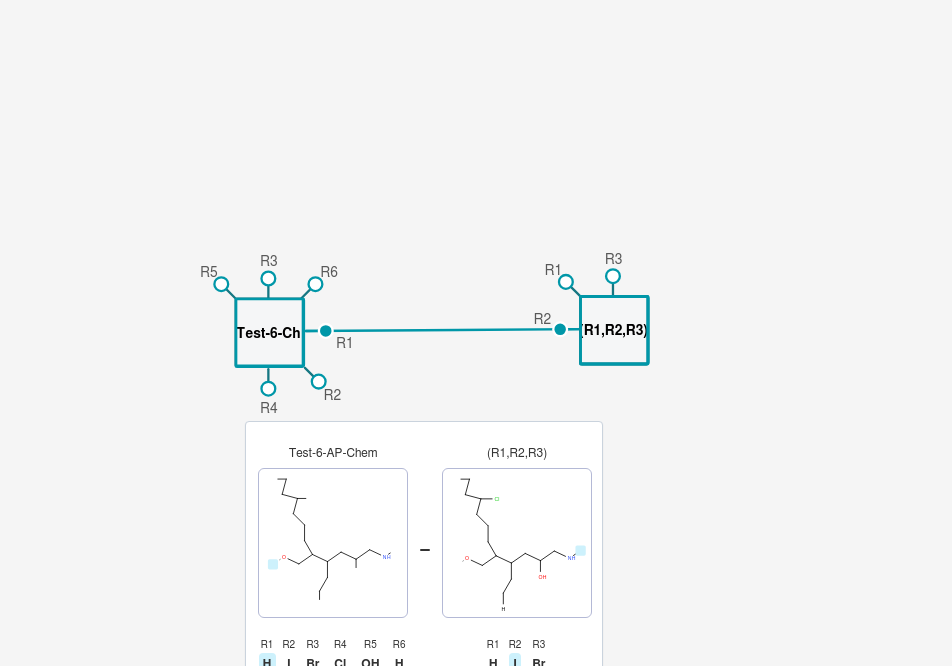 R5 R3 R6
Test-6-Ch
R1
R4
R2
R1 R3
R2
(R1,R2,R3)
Test-6-AP-Chem
(R1,R2,R3)
O
NH
–
Cl
O
NH
OH
H
R1 R2 R3 R4 R5 R6
H I Br Cl OH H
R1 R2 R3
H I Br